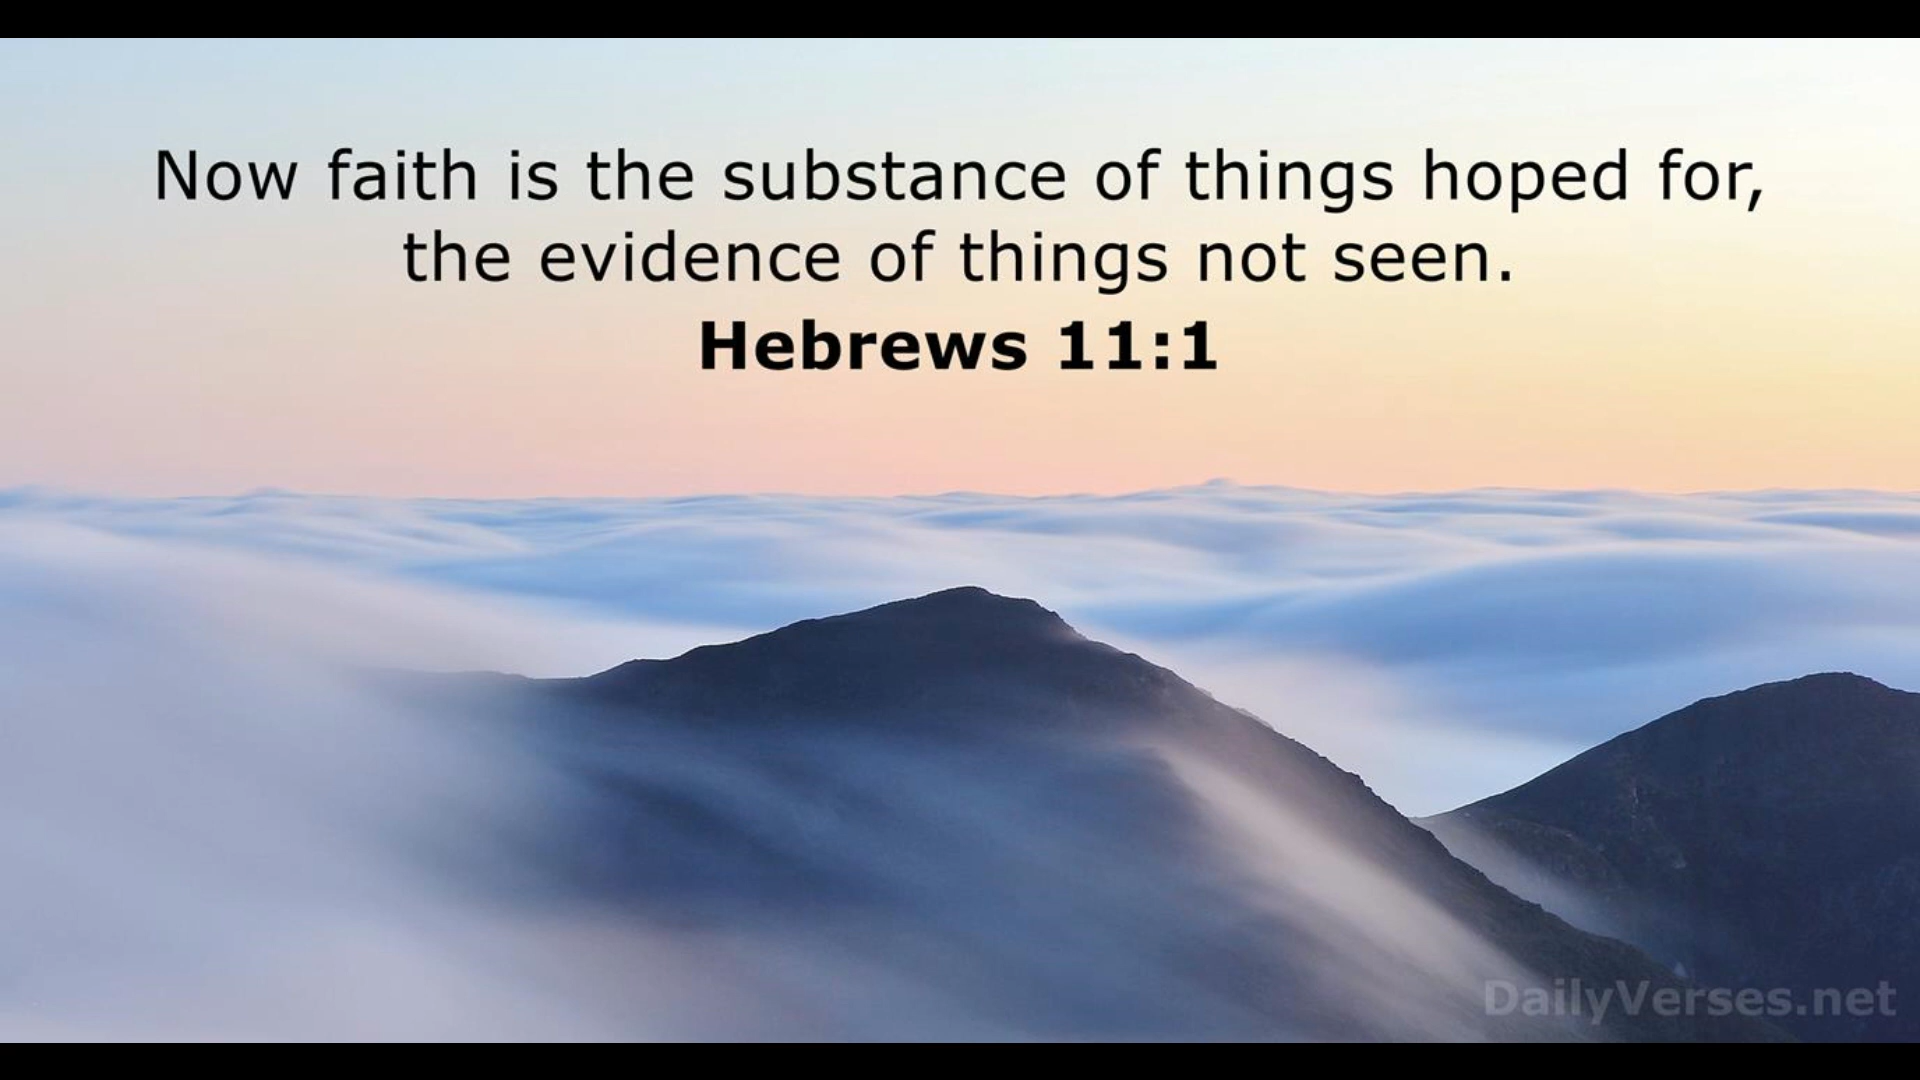 Now faith is the substance of things hoped for,
the evidence of things not seen.
Hebrews 11:1
DailyVerses.net